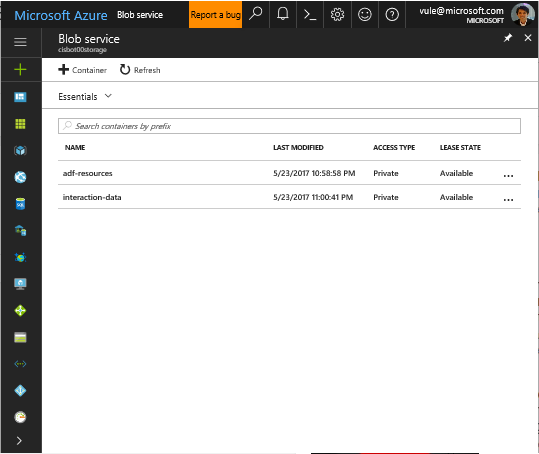 Microsoft Azure Blob service Report a bug vule@microsoft.com
MICROSOFT
Blob service
cisbot00storage
Container Refresh
Essentials
Search containers by prefix
NAME LAST MODIFIED ACCESS TYPE LEASE STATE
adf-resources 5/23/2017 10:58:58 PM Private Available ...
interaction-data 5/23/2017 11:00:41 PM Private Available ...